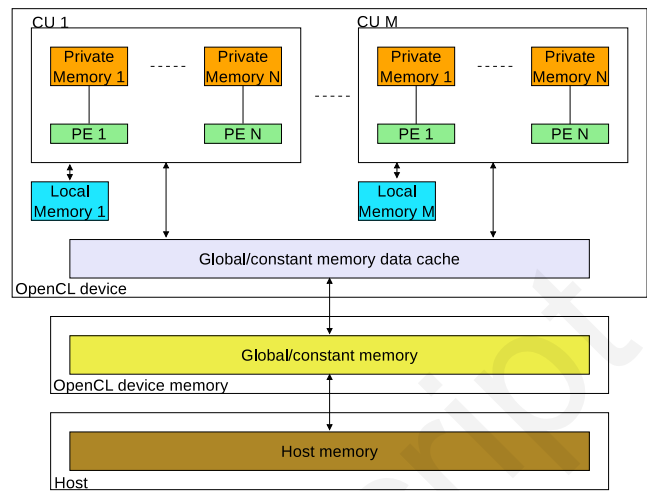 CU 1
CU M
Private
Memory 1
Private
Memory N
Private
Memory 1
Private
Memory N
PE 1
PE N
PE 1
PE N
Local
Memory 1
Local
Memory M
Global/constant memory data cache
OpenCL device
Global/constant memory
OpenCL device memory
Host memory
Host